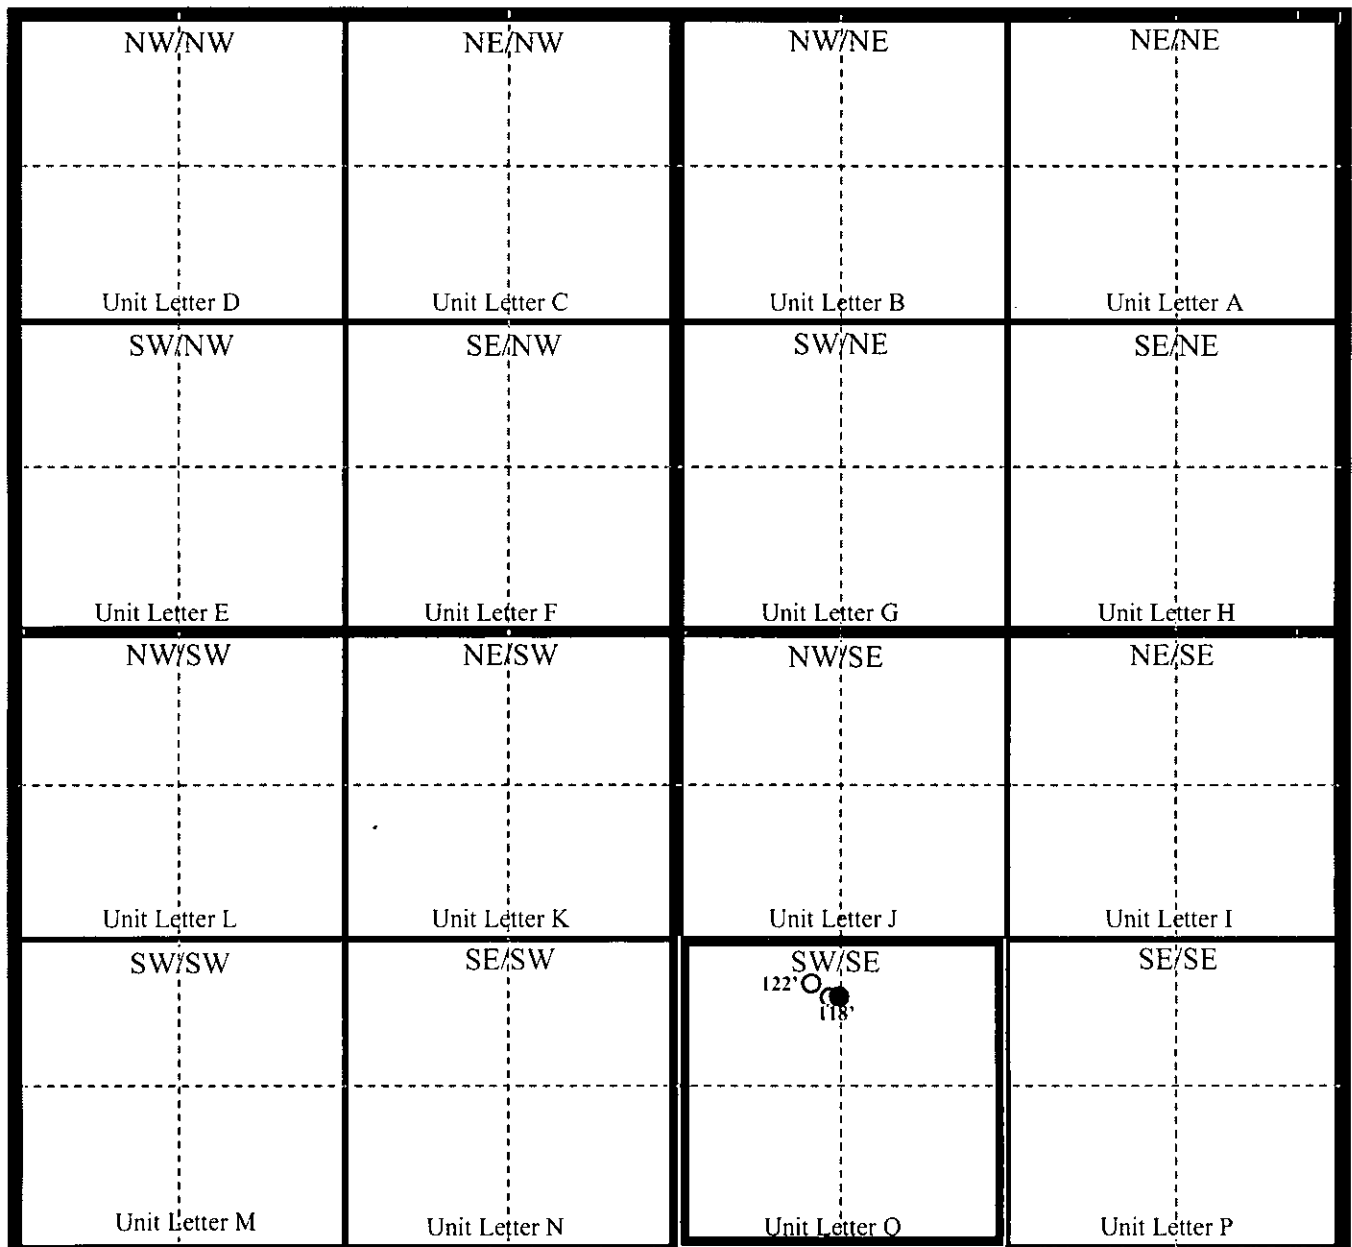 NW/NW NE/NW NW/NE NE/NE
Unit Letter D Unit Letter C Unit Letter B Unit Letter A
SW/NW SE/NW SW/NE SE/NE
Unit Letter E Unit Letter F Unit Letter G Unit Letter H
NW/SW NE/SW NW/SE NE/SE
Unit Letter L Unit Letter K Unit Letter J Unit Letter I
SW/SW SE/SW SW/SE SE/SE
122'
118'
Unit Letter M Unit Letter N Unit Letter O Unit Letter P